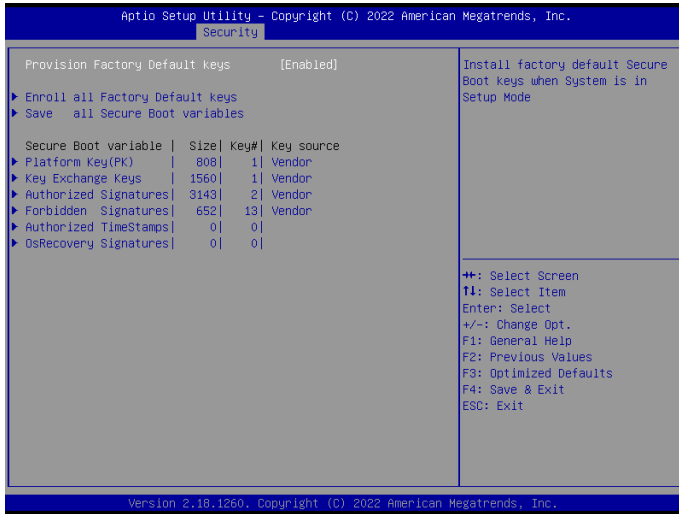 Aptio Setup Utility – Copyright (C) 2022 American Megatrends, Inc.
Security
Provision Factory Default keys [Enabled]
Enroll all Factory Default keys
Save all Secure Boot variables
Secure Boot variable | Size| Key#| Key source
Platform Key(PK) | 808| 1| Vendor
Key Exchange Keys | 1560| 1| Vendor
Authorized Signatures| 3143| 2| Vendor
Forbidden Signatures| 652| 13| Vendor
Authorized TimeStamps| 0| 0|
OsRecovery Signatures| 0| 0|
Install factory default Secure
Boot keys when System is in
Setup Mode
→←: Select Screen
↑↓: Select Item
Enter: Select
+/-: Change Opt.
F1: General Help
F2: Previous Values
F3: Optimized Defaults
F4: Save & Exit
ESC: Exit
Version 2.18.1260. Copyright (C) 2022 American Megatrends, Inc.